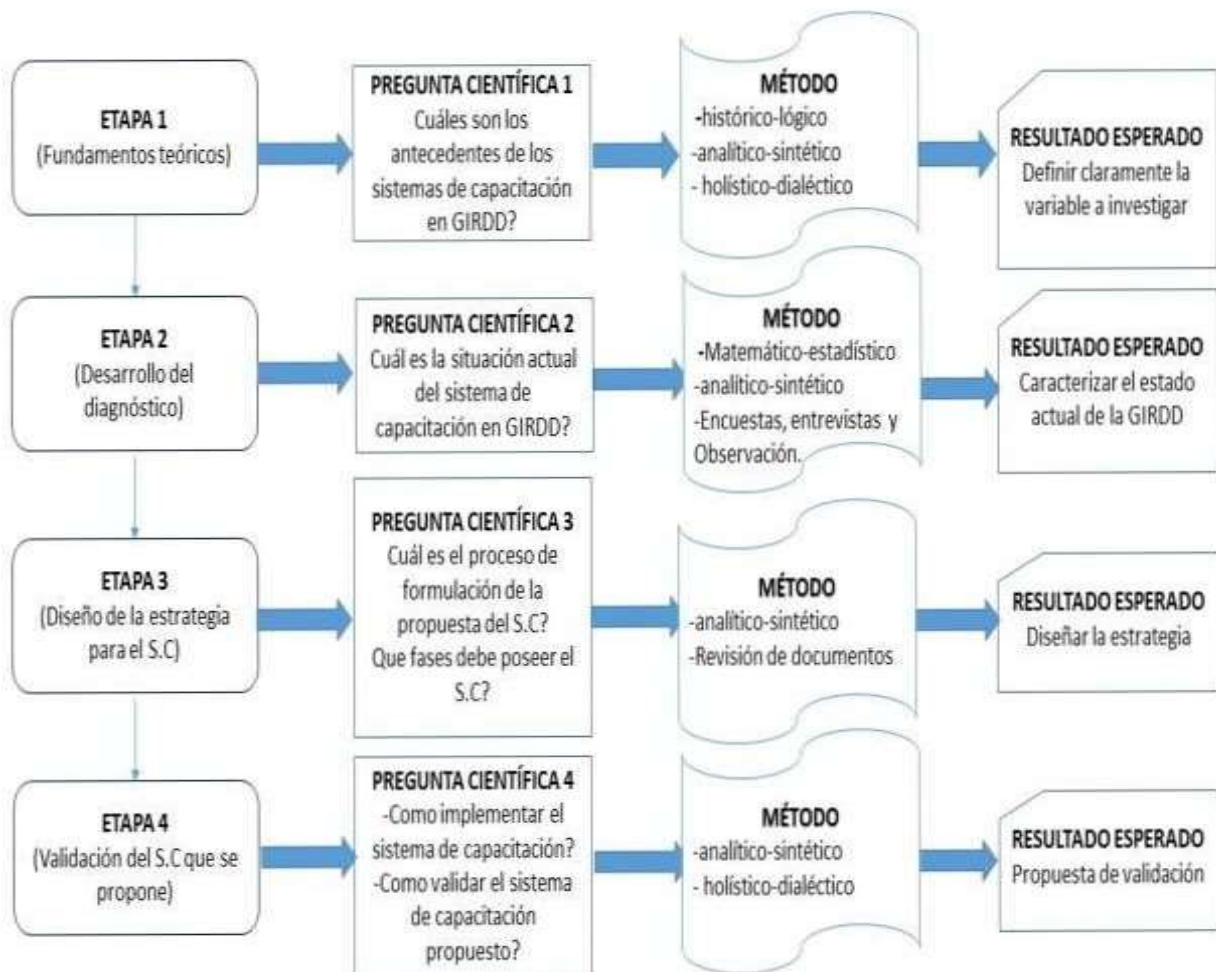 ETAPA 1
(Fundamentos teóricos)
PREGUNTA CIENTÍFICA 1
Cuáles son los
antecedentes de los
sistemas de capacitación
en GIRDD?
MÉTODO
-histórico-lógico
-analítico-sintético
- holístico-dialéctico
RESULTADO ESPERADO
Definir claramente la
variable a investigar
ETAPA 2
(Desarrollo del
diagnóstico)
PREGUNTA CIENTÍFICA 2
Cuál es la situación actual
del sistema de
capacitación en GIRDD?
MÉTODO
-Matemático-estadístico
-analítico-sintético
-Encuestas, entrevistas y
Observación.
RESULTADO ESPERADO
Caracterizar el estado
actual de la GIRDD
ETAPA 3
(Diseño de la estrategia
para el S.C)
PREGUNTA CIENTÍFICA 3
Cuál es el proceso de
formulación de la
propuesta del S.C?
Que fases debe poseer el
S.C?
MÉTODO
-analítico-sintético
-Revisión de documentos
RESULTADO ESPERADO
Diseñar la estrategia
ETAPA 4
(Validación del S.C que se
propone)
PREGUNTA CIENTÍFICA 4
-Como implementar el
sistema de capacitación?
-Como validar el sistema
de capacitación
propuesto?
MÉTODO
-analítico-sintético
- holístico-dialéctico
RESULTADO ESPERADO
Propuesta de validación